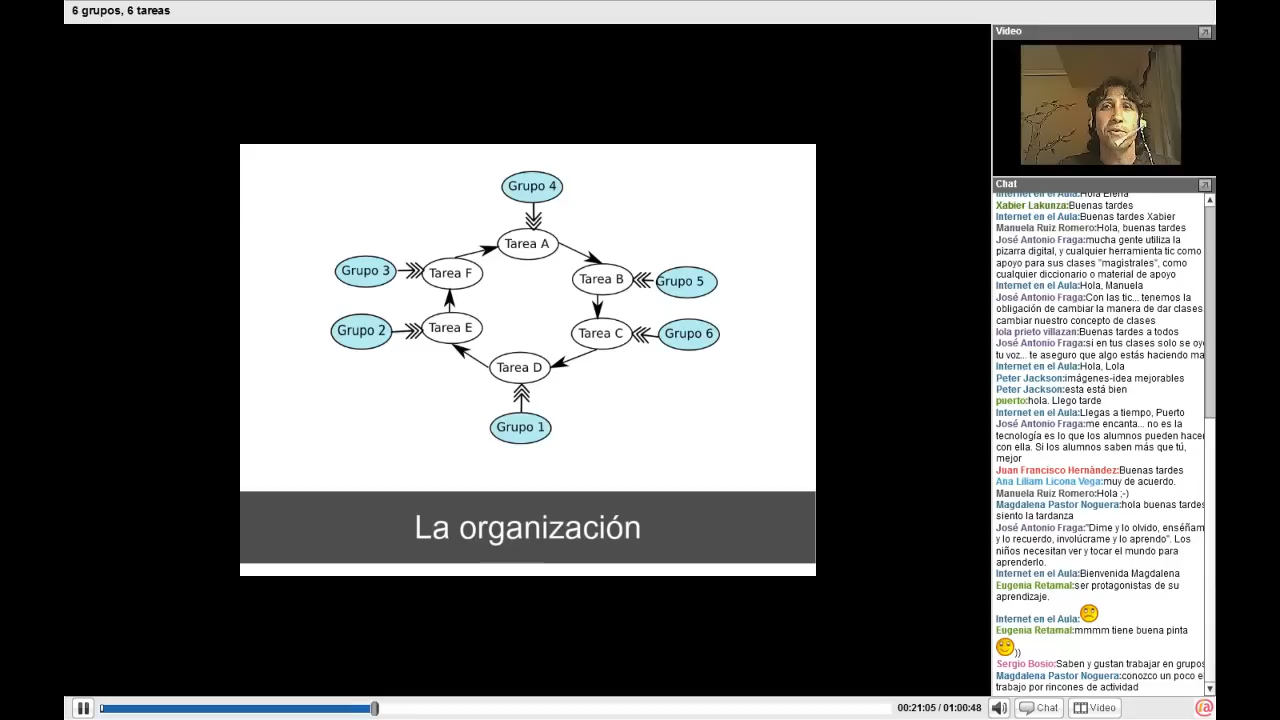 6 grupos, 6 tareas
Grupo 4
Tarea A
Grupo 3
Tarea F
Tarea B
Grupo 5
Grupo 2
Tarea E
Tarea C
Grupo 6
Tarea D
Grupo 1
La organización
Video
Chat
Internet en el Aula:Hola Elena
Xabier Lakunza:Buenas tardes
Internet en el Aula:Buenas tardes Xabier
Manuela Ruiz Romero:Hola, buenas tardes
José Antonio Fraga:mucha gente utiliza la
pizarra digital, y cualquier herramienta tic como
apoyo para sus clases "magistrales", como
cualquier diccionario o material de apoyo
Internet en el Aula:Hola, Manuela
José Antonio Fraga:Con las tic... tenemos la
obligación de cambiar la manera de dar clases
cambiar nuestro concepto de clases
lola prieto villazan:Buenas tardes a todos
José Antonio Fraga:si en tus clases solo se oye
tu voz... te aseguro que algo estás haciendo ma
Internet en el Aula:Hola, Lola
Peter Jackson:imágenes-idea mejorables
Peter Jackson:esta está bien
puerto:hola. Llego tarde
Internet en el Aula:Llegas a tiempo, Puerto
José Antonio Fraga:me encanta... no es la
tecnología es lo que los alumnos pueden hacer
con ella. Si los alumnos saben más que tú,
mejor
Juan Francisco Hernández:Buenas tardes
Ana Liliam Licona Vega:muy de acuerdo.
Manuela Ruiz Romero:Hola ;-)
Magdalena Pastor Noguera:hola buenas tardes
siento la tardanza
José Antonio Fraga:"Dime y lo olvido, enséñam
y lo recuerdo, involúcrame y lo aprendo". Los
niños necesitan ver y tocar el mundo para
aprenderlo.
Internet en el Aula:Bienvenida Magdalena
Eugenia Retamal:ser protagonistas de su
aprendizaje.
Internet en el Aula:
Eugenia Retamal:mmmm tiene buena pinta
))
Sergio Bosio:Saben y gustan trabajar en grupos
Magdalena Pastor Noguera:conozco un poco el
trabajo por rincones de actividad
00:21:05 / 01:00:48
Chat
Video